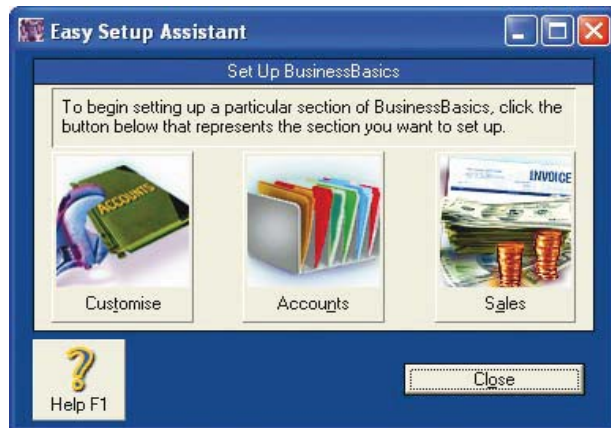 Easy Setup Assistant
Set Up BusinessBasics
To begin setting up a particular section of BusinessBasics, click the
button below that represents the section you want to set up.
ACCOUNTS
INVOICE
Customise
Accounts
Sales
Help F1
Close